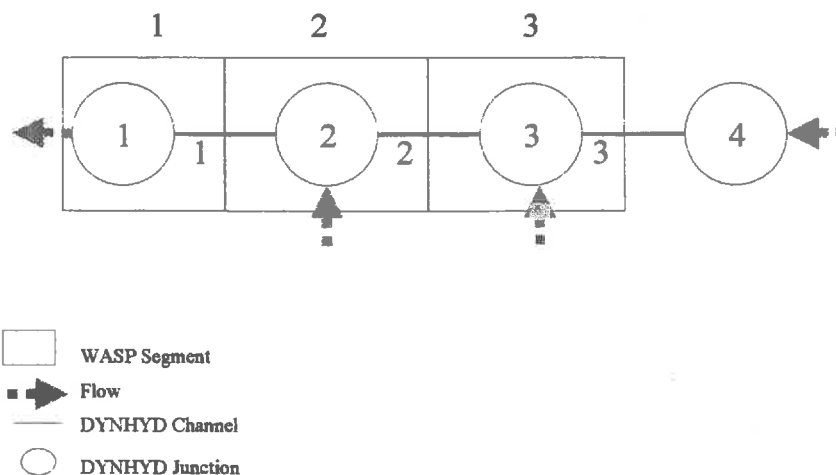 1 2 3
1 2 3 4
1 2 3
WASP Segment
Flow
DYNHYD Channel
DYNHYD Junction